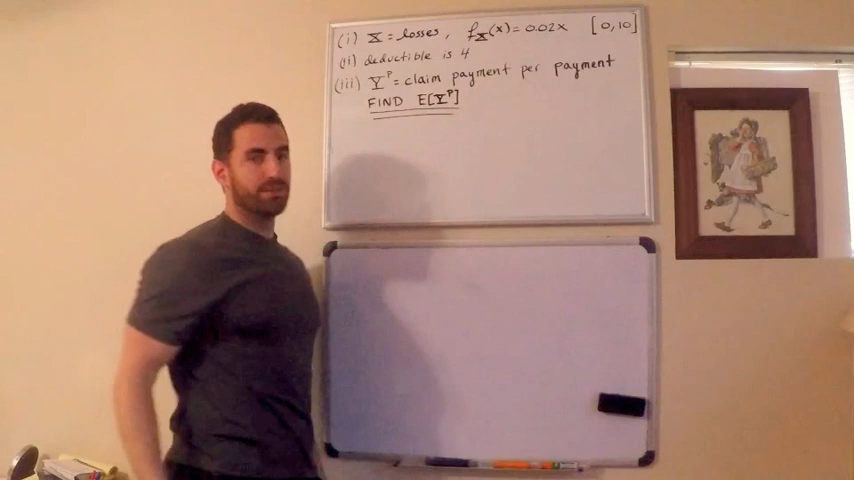 (i) X = losses, f_X(x) = 0.02x [0,10]
(ii) deductible is 4
(iii) Y^P = claim payment per payment
FIND E[Y^P]